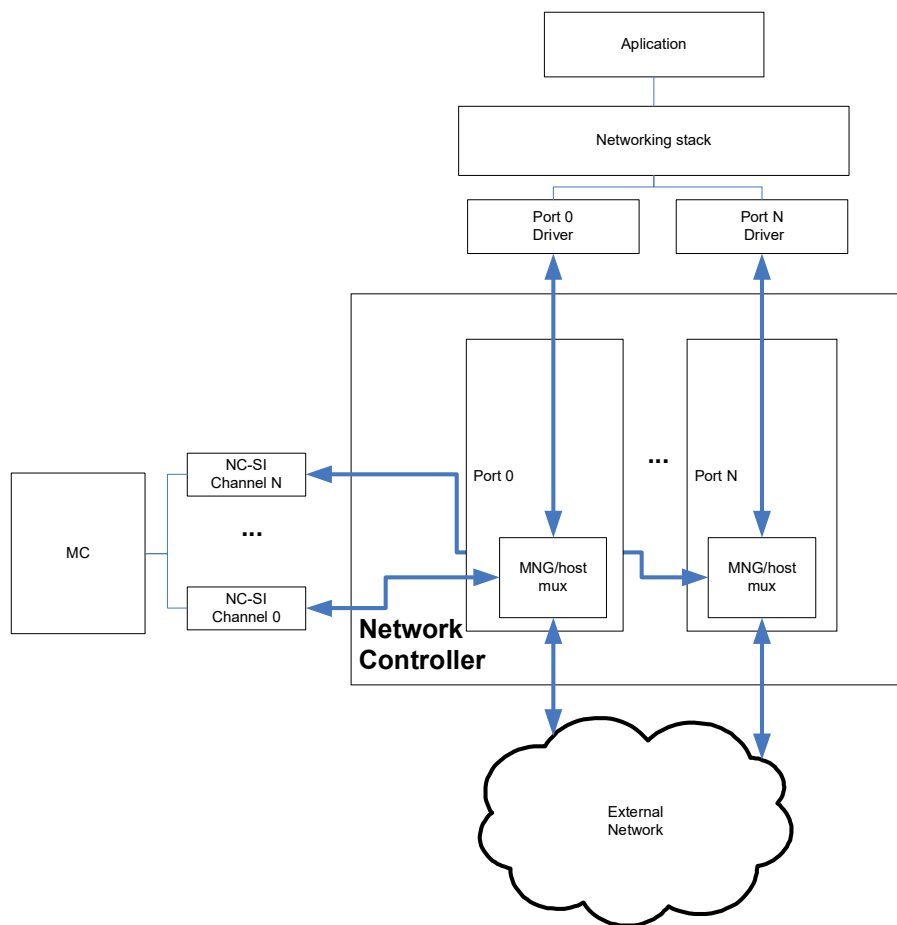 Aplication
Networking stack
Port 0
Driver
Port N
Driver
Port 0
...
Port N
NC-SI
Channel N
...
MC
NC-SI
Channel 0
MNG/host
mux
MNG/host
mux
Network
Controller
External
Network